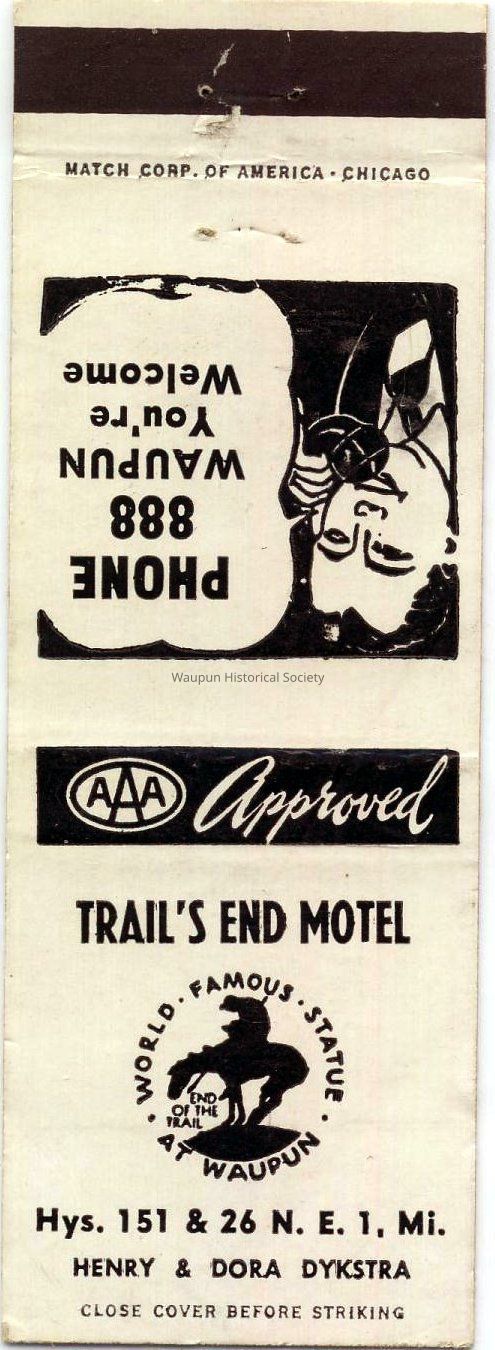 MATCH CORP. OF AMERICA · CHICAGO
PHONE
888
WAUPUN
You're
Welcome
Waupun Historical Society
AAA Approved
TRAIL'S END MOTEL
· WORLD · FAMOUS · STATUE ·
END
OF THE
TRAIL
AT WAUPUN
Hys. 151 & 26 N. E. 1, Mi.
HENRY & DORA DYKSTRA
CLOSE COVER BEFORE STRIKING